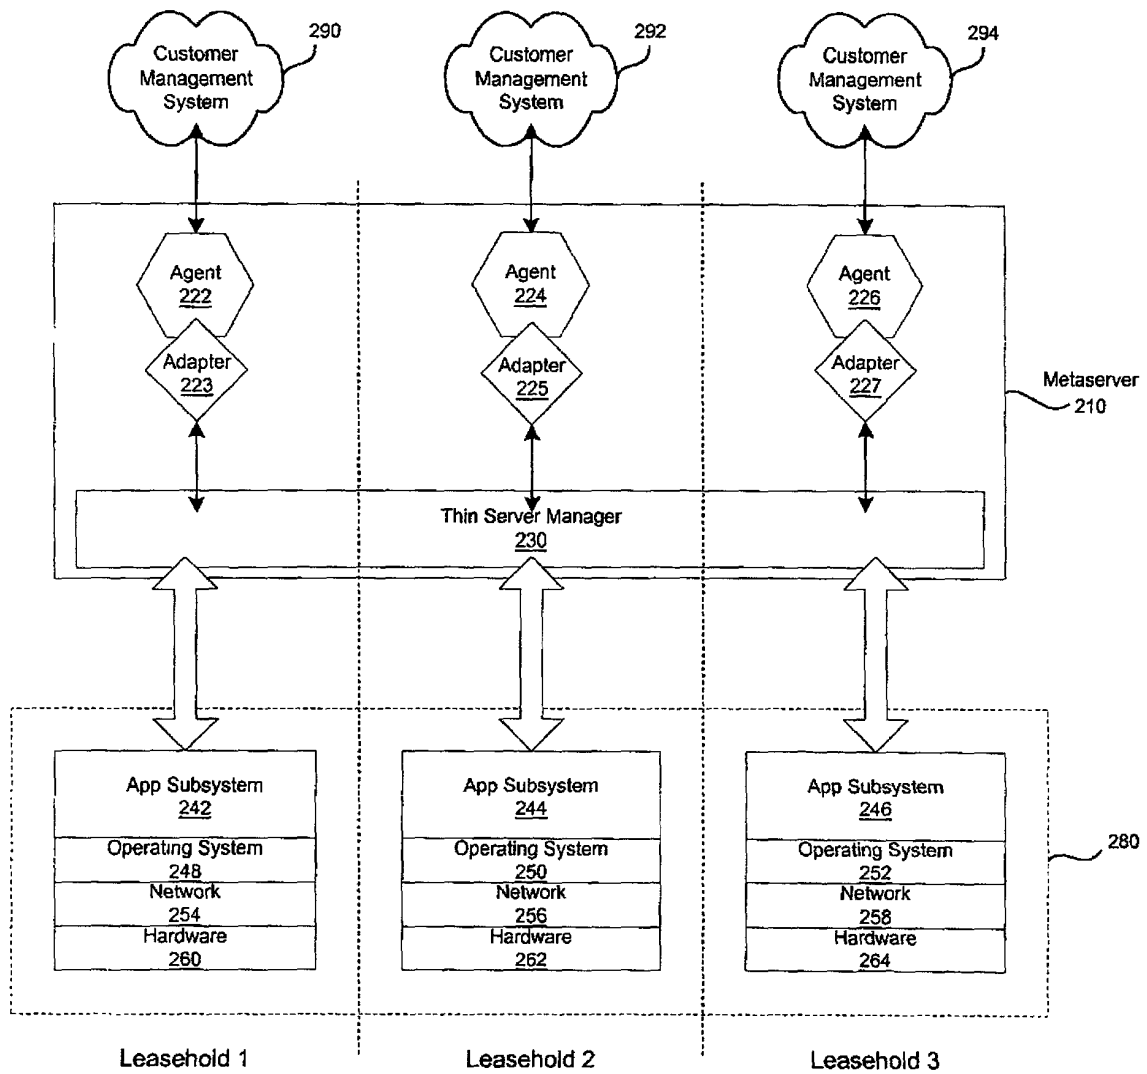 Customer
Management
System
290
Customer
Management
System
292
Customer
Management
System
294
Agent
222
Agent
224
Agent
226
Adapter
223
Adapter
225
Adapter
227
Metaserver
210
Thin Server Manager
230
App Subsystem
242
App Subsystem
244
App Subsystem
246
Operating System
248
Operating System
250
Operating System
252
280
Network
254
Network
256
Network
258
Hardware
260
Hardware
262
Hardware
264
Leasehold 1
Leasehold 2
Leasehold 3